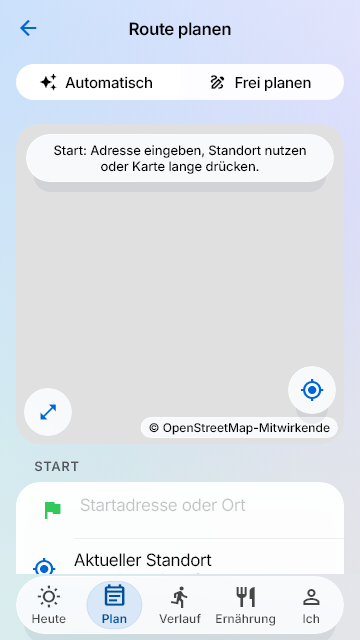 Route planen
Automatisch
Frei planen
Start: Adresse eingeben, Standort nutzen
oder Karte lange drücken.
© OpenStreetMap-Mitwirkende
START
Startadresse oder Ort
Aktueller Standort
Heute
Plan
Verlauf
Ernährung
Ich